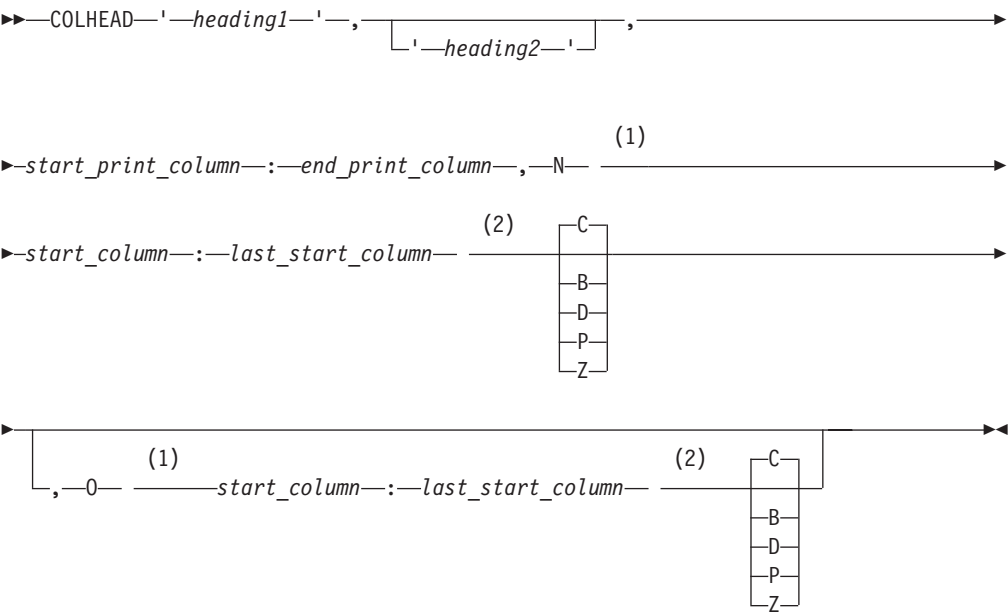 COLHEAD ' heading1 ' , ,
' heading2 '
(1)
start_print_column : end_print_column , N
(2) C
start_column : last_start_column
B
D
P
Z
(1) (2) C
, O start_column : last_start_column
B
D
P
Z